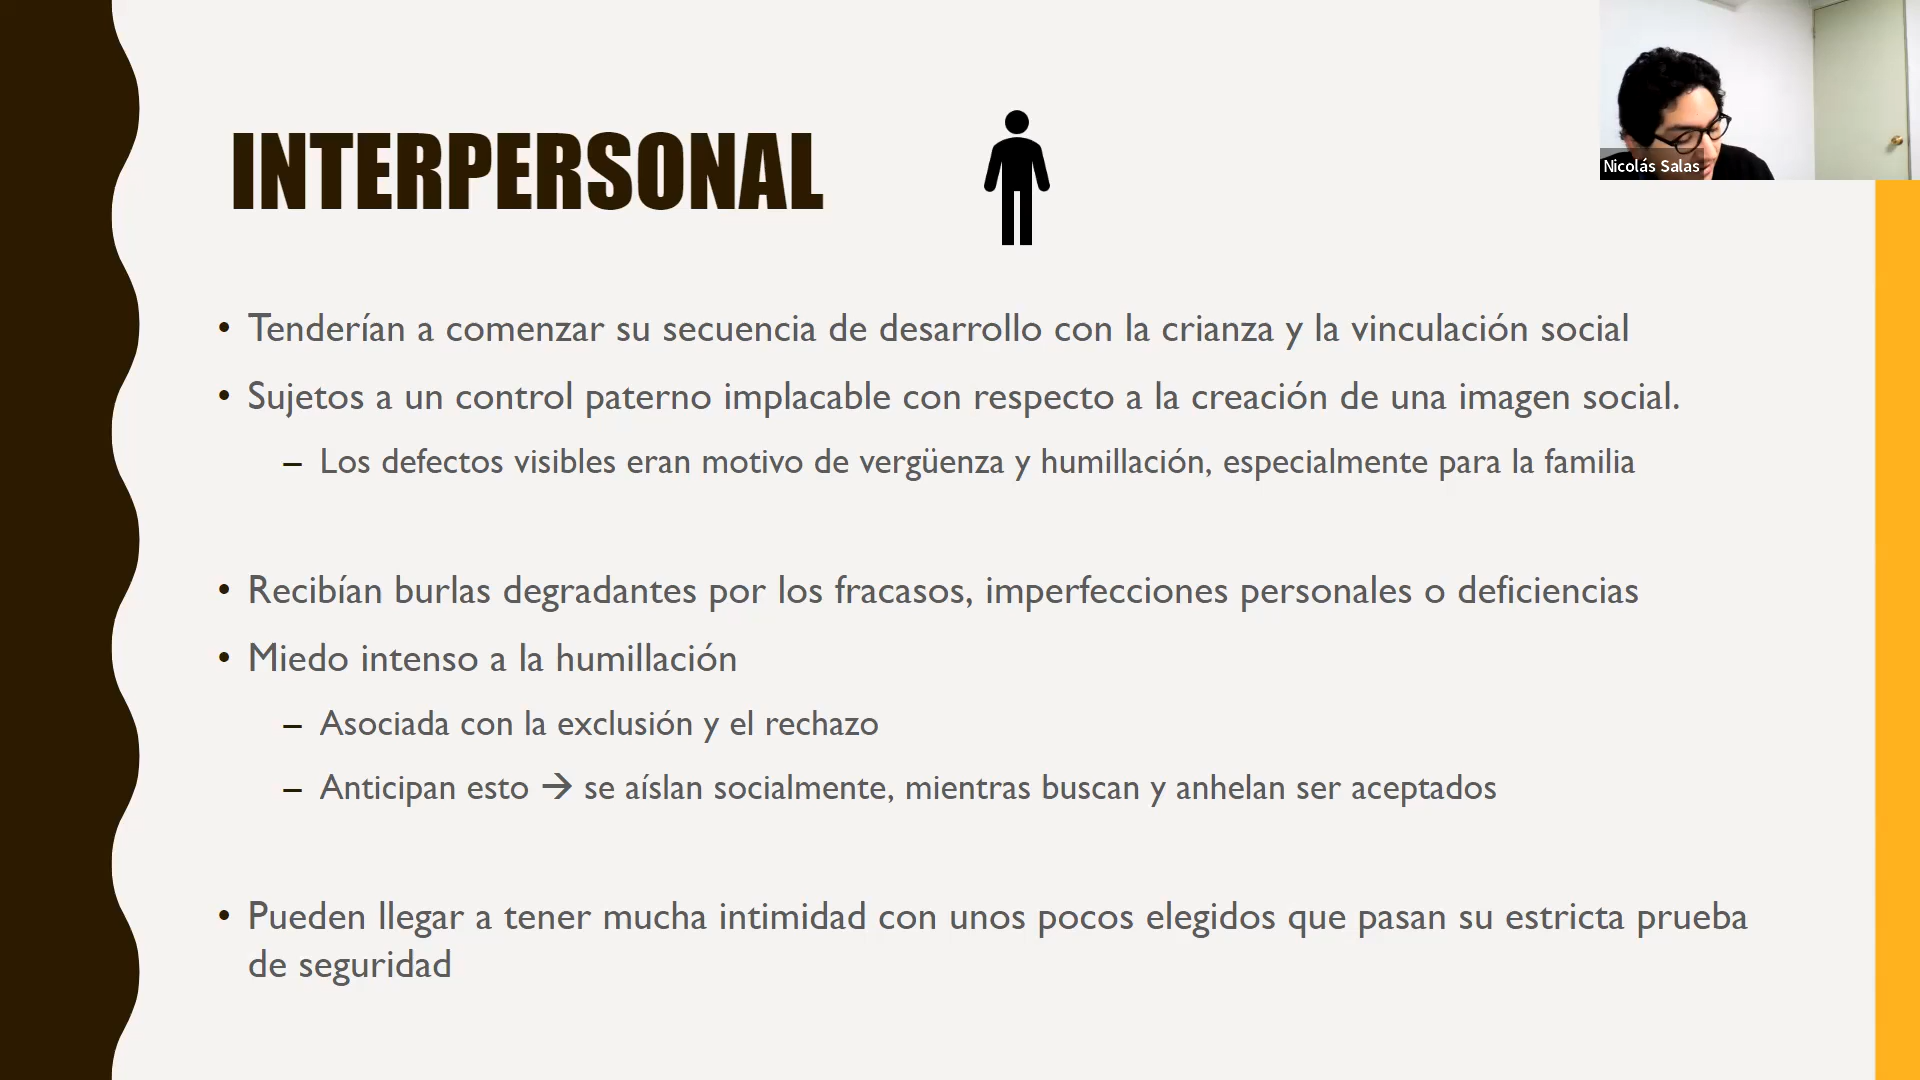 Nicolás Salas
INTERPERSONAL
• Tenderían a comenzar su secuencia de desarrollo con la crianza y la vinculación social
• Sujetos a un control paterno implacable con respecto a la creación de una imagen social.
– Los defectos visibles eran motivo de vergüenza y humillación, especialmente para la familia
• Recibían burlas degradantes por los fracasos, imperfecciones personales o deficiencias
• Miedo intenso a la humillación
– Asociada con la exclusión y el rechazo
– Anticipan esto → se aíslan socialmente, mientras buscan y anhelan ser aceptados
• Pueden llegar a tener mucha intimidad con unos pocos elegidos que pasan su estricta prueba
de seguridad